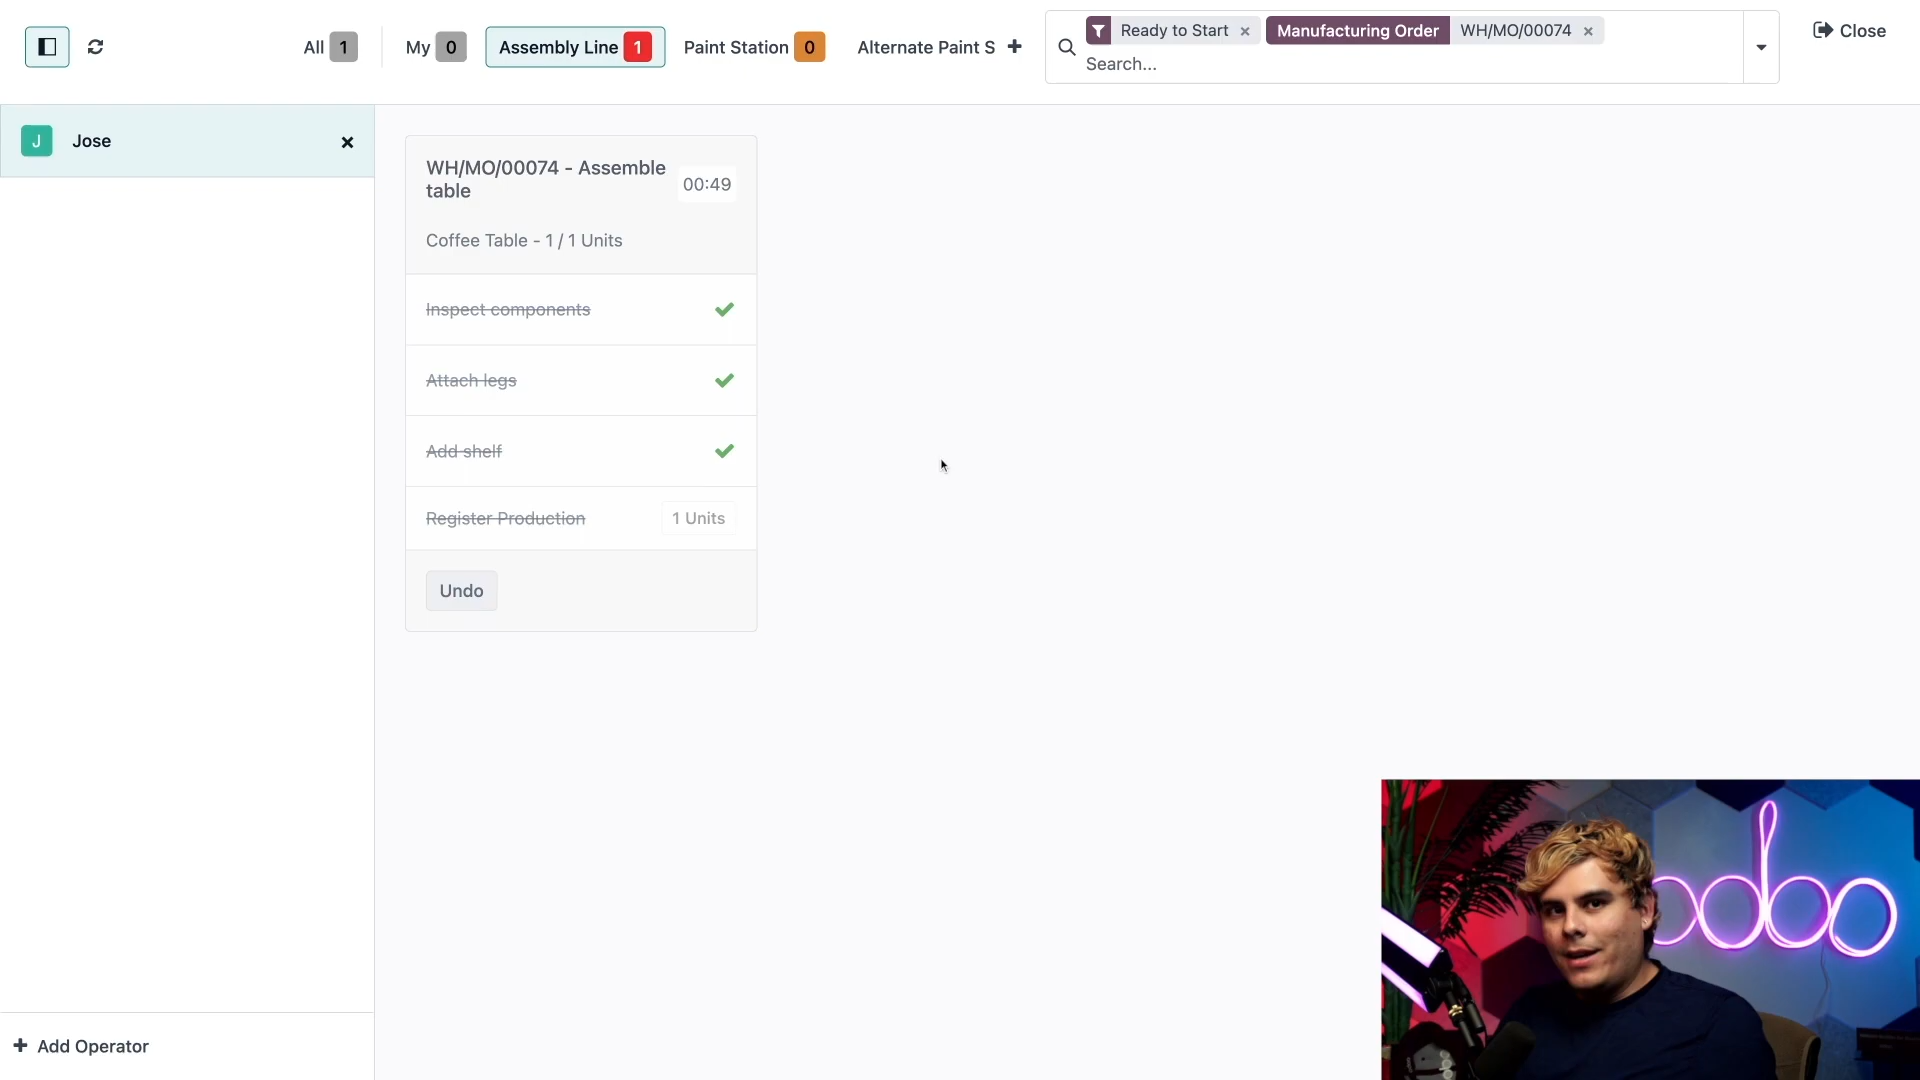 All 1
My 0
Assembly Line 1
Paint Station 0
Alternate Paint S
Ready to Start
Manufacturing Order WH/MO/00074
Search...
Close
J Jose
WH/MO/00074 - Assemble
table
00:49
Coffee Table - 1 / 1 Units
Inspect components
Attach legs
Add shelf
Register Production 1 Units
Undo
Add Operator
odoo